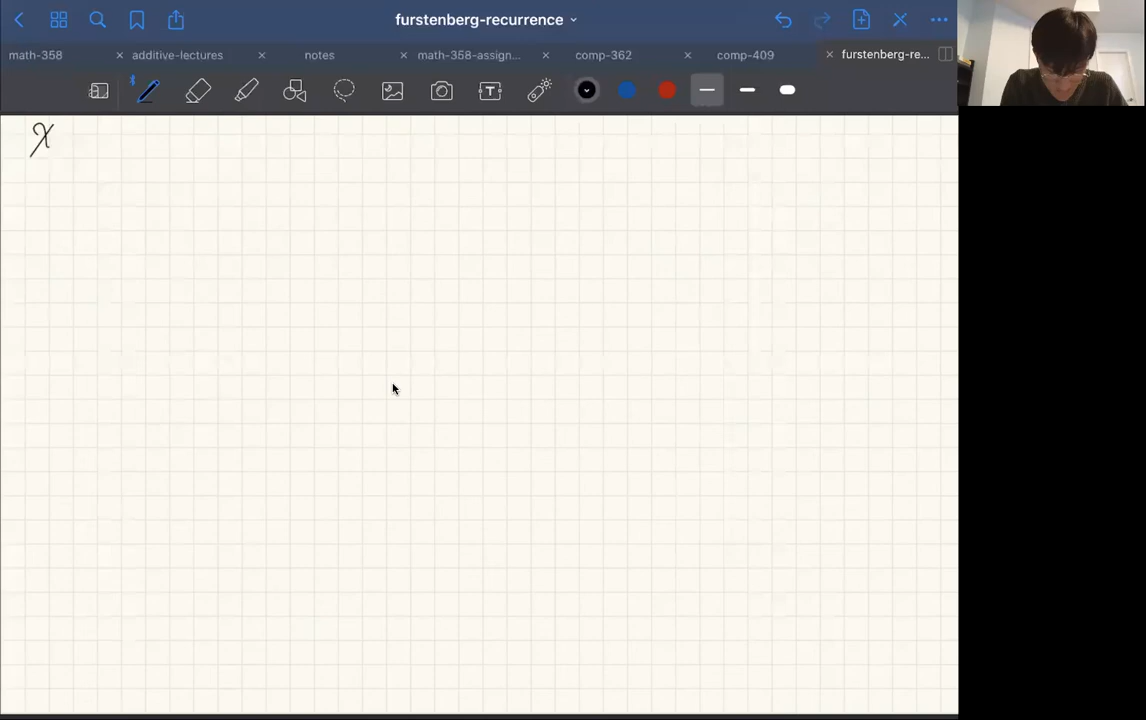 furstenberg-recurrence
math-358 additive-lectures notes math-358-assign... comp-362 comp-409 furstenberg-re...
T
X